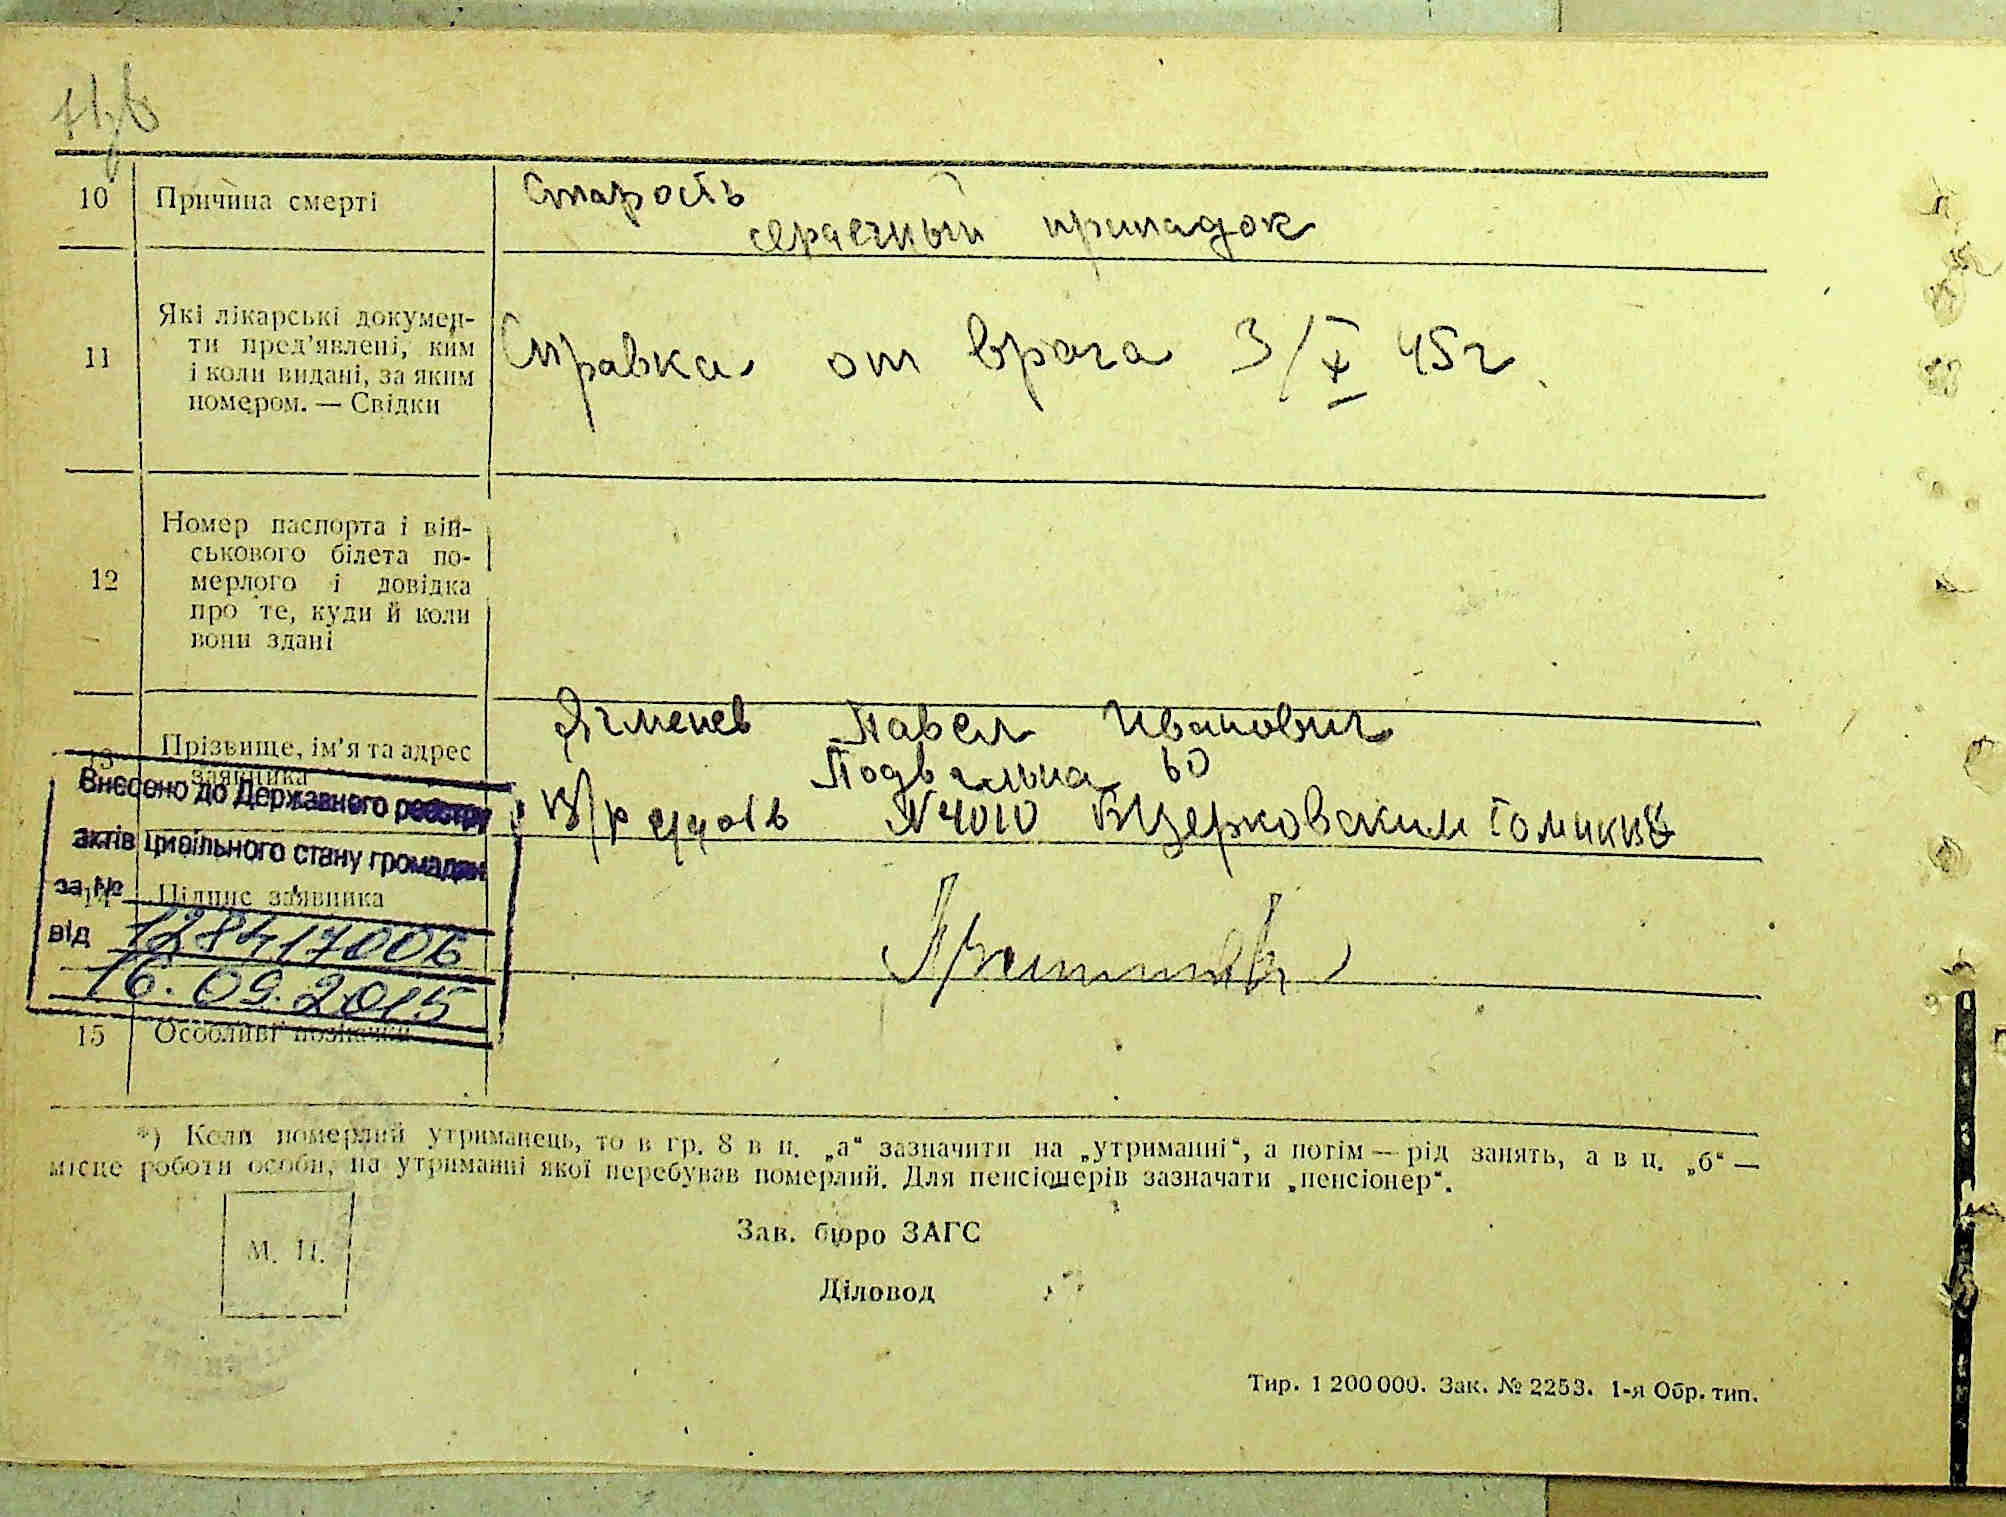 10 Причина смерті
Старость
сердечный припадок
11 Які лікарські докумен-
ти пред'явлені, ким
і коли видані, за яким
номером. — Свідки
Справка от врача 3/X 45г.
12 Номер паспорта і вій-
ськового білета по-
мерлого і довідка
про те, куди й коли
вони здані
13 Прізвище, ім'я та адрес
заявника
Ячменев Павел Иванович
Подвальна 60
№4010
14 Підпис заявника
Внесено до Державного реєстру
актів цивільного стану громадян
за №
від 128417006
16.09.2015
15 Особливі позначки
*) Коли померлий утриманець, то в гр. 8 в п. „а“ зазначити на „утриманні“, а потім — рід занять, а в п. „б“ —
місце роботи особи, на утриманні якої перебував померлий. Для пенсіонерів зазначати „пенсіонер“.
М. П.
Зав. бюро ЗАГС
Діловод
Тир. 1 200 000. Зак. № 2253. 1-я Обр. тип.